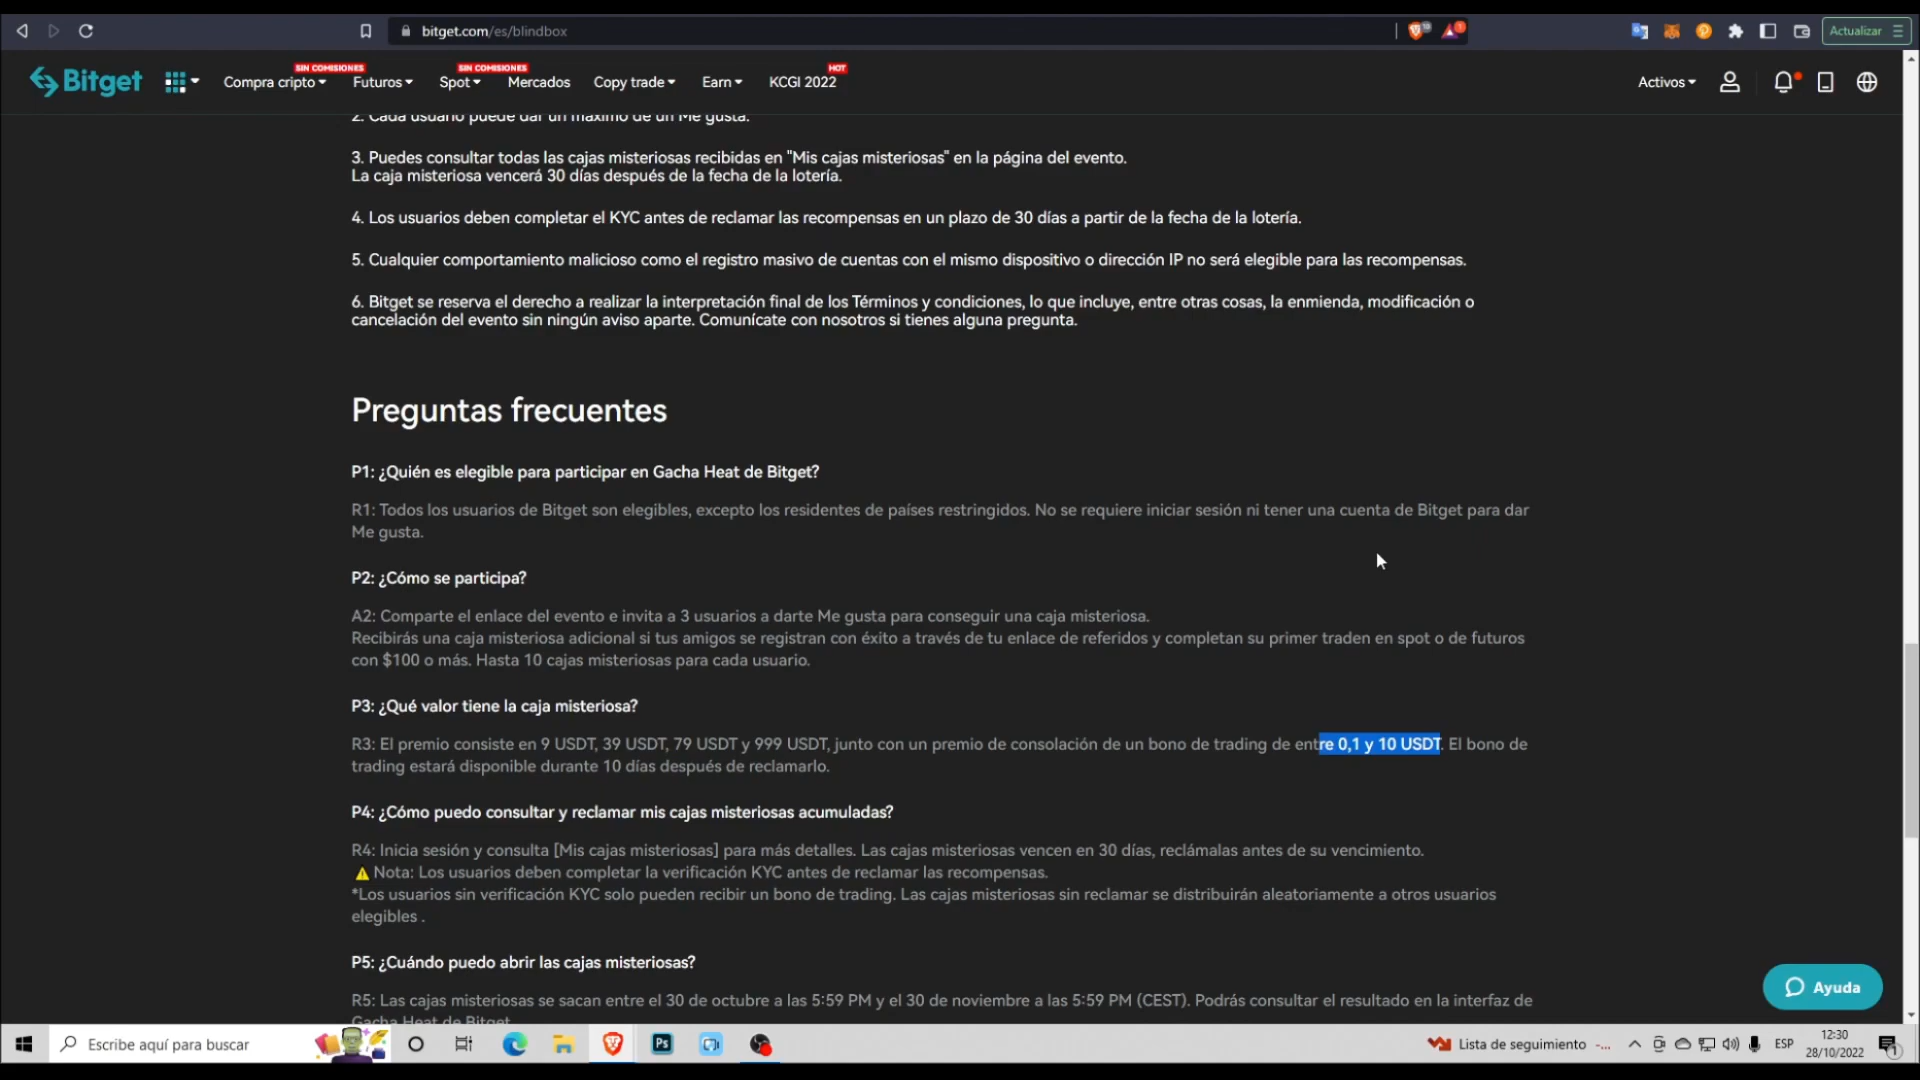 bitget.com/es/blindbox
Actualizar
Bitget
Compra cripto
SIN COMISIONES
Futuros
Spot
SIN COMISIONES
Mercados
Copy trade
Earn
KCGI 2022
HOT
Activos
2. Cada usuario puede dar un máximo de un Me gusta.
3. Puedes consultar todas las cajas misteriosas recibidas en "Mis cajas misteriosas" en la página del evento.
La caja misteriosa vencerá 30 días después de la fecha de la lotería.
4. Los usuarios deben completar el KYC antes de reclamar las recompensas en un plazo de 30 días a partir de la fecha de la lotería.
5. Cualquier comportamiento malicioso como el registro masivo de cuentas con el mismo dispositivo o dirección IP no será elegible para las recompensas.
6. Bitget se reserva el derecho a realizar la interpretación final de los Términos y condiciones, lo que incluye, entre otras cosas, la enmienda, modificación o
cancelación del evento sin ningún aviso aparte. Comunícate con nosotros si tienes alguna pregunta.
Preguntas frecuentes
P1: ¿Quién es elegible para participar en Gacha Heat de Bitget?
R1: Todos los usuarios de Bitget son elegibles, excepto los residentes de países restringidos. No se requiere iniciar sesión ni tener una cuenta de Bitget para dar
Me gusta.
P2: ¿Cómo se participa?
A2: Comparte el enlace del evento e invita a 3 usuarios a darte Me gusta para conseguir una caja misteriosa.
Recibirás una caja misteriosa adicional si tus amigos se registran con éxito a través de tu enlace de referidos y completan su primer traden en spot o de futuros
con $100 o más. Hasta 10 cajas misteriosas para cada usuario.
P3: ¿Qué valor tiene la caja misteriosa?
R3: El premio consiste en 9 USDT, 39 USDT, 79 USDT y 999 USDT, junto con un premio de consolación de un bono de trading de entre 0,1 y 10 USDT. El bono de
trading estará disponible durante 10 días después de reclamarlo.
P4: ¿Cómo puedo consultar y reclamar mis cajas misteriosas acumuladas?
R4: Inicia sesión y consulta [Mis cajas misteriosas] para más detalles. Las cajas misteriosas vencen en 30 días, reclámalas antes de su vencimiento.
⚠ Nota: Los usuarios deben completar la verificación KYC antes de reclamar las recompensas.
*Los usuarios sin verificación KYC solo pueden recibir un bono de trading. Las cajas misteriosas sin reclamar se distribuirán aleatoriamente a otros usuarios
elegibles .
P5: ¿Cuándo puedo abrir las cajas misteriosas?
R5: Las cajas misteriosas se sacan entre el 30 de octubre a las 5:59 PM y el 30 de noviembre a las 5:59 PM (CEST). Podrás consultar el resultado en la interfaz de
Gacha Heat de Bitget.
Ayuda
Escribe aquí para buscar
Ps
Lista de seguimiento -...
ESP
12:30
28/10/2022
1